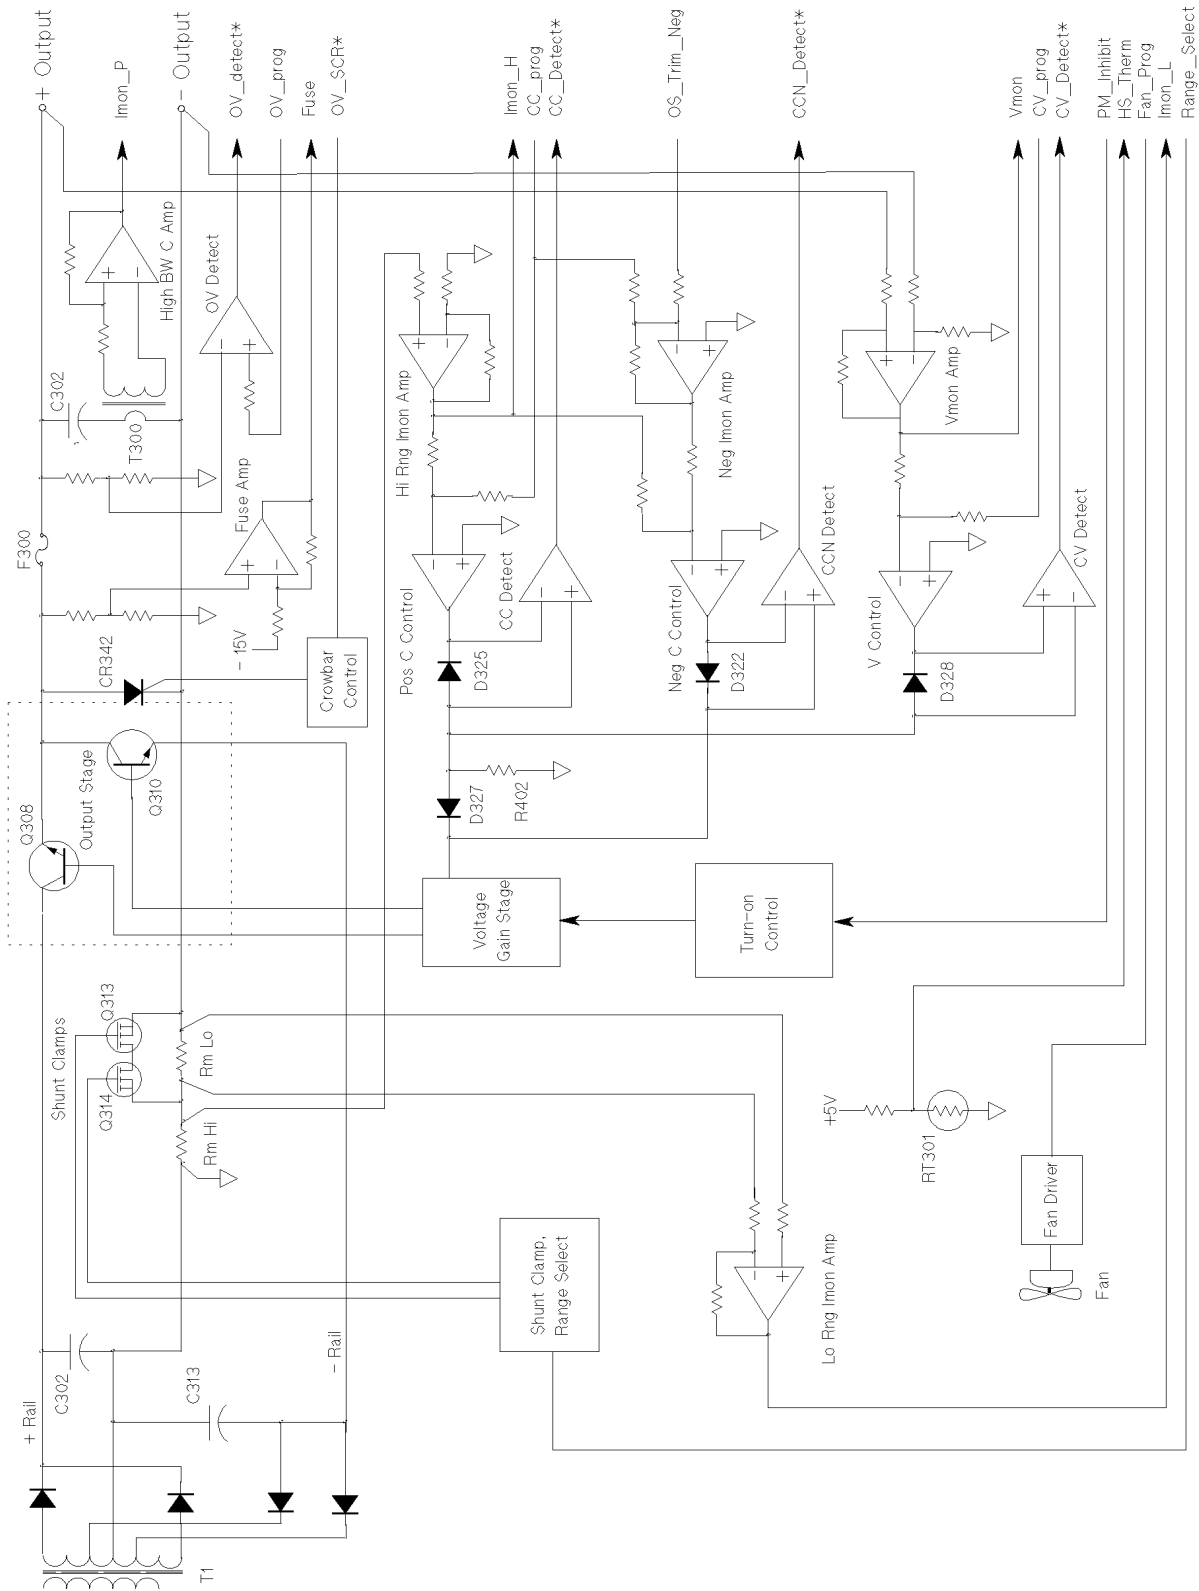 + Output
Imon_P
- Output
OV_detect*
OV_prog
Fuse
OV_SCR*
Imon_H
CC_prog
CC_Detect*
OS_Trim_Neg
CCN_Detect*
Vmon
CV_prog
CV_Detect*
PM_Inhibit
HS_Therm
Fan_Prog
Imon_L
Range_Select
High BW C Amp
+
-
OV Detect
-
+
C302
T300
Fuse Amp
+
-
F300
- 15V
CR342
Crowbar
Control
Hi Rng Imon Amp
+
-
Pos C Control
-
+
CC Detect
-
+
D325
Neg Imon Amp
-
+
Neg C Control
-
+
CCN Detect
-
+
D322
Vmon Amp
+
-
V Control
-
+
CV Detect
+
-
D328
Q308
Output Stage
Q310
D327
R402
Voltage
Gain Stage
Turn-on
Control
Shunt Clamps
Q313
Q314
Rm Lo
Rm Hi
+5V
RT301
Fan Driver
Fan
Shunt Clamp,
Range Select
-
+
Lo Rng Imon Amp
+ Rail
C302
C313
- Rail
T1